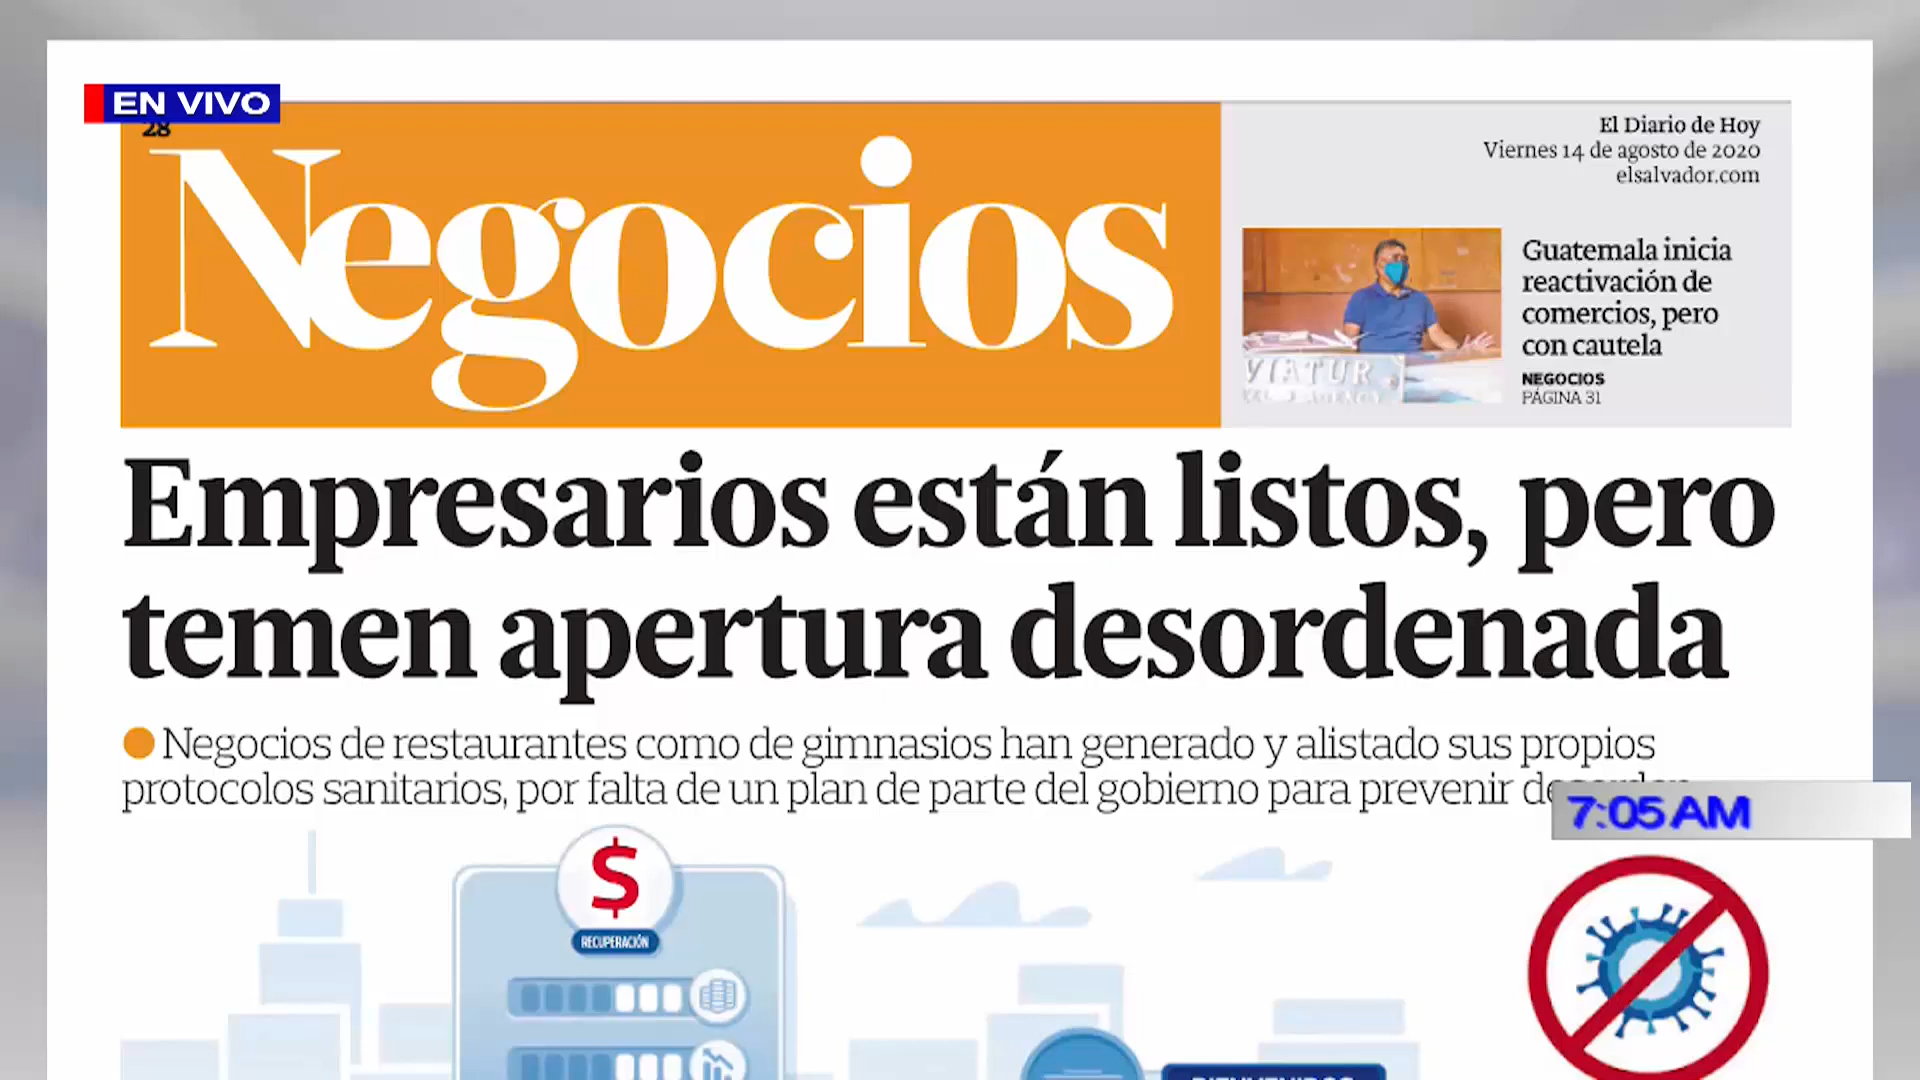 EN VIVO
28
Negocios
El Diario de Hoy
Viernes 14 de agosto de 2020
elsalvador.com
Guatemala inicia
reactivación de
comercios, pero
con cautela
NEGOCIOS
PÁGINA 31
VIATUR
Empresarios están listos, pero
temen apertura desordenada
Negocios de restaurantes como de gimnasios han generado y alistado sus propios
protocolos sanitarios, por falta de un plan de parte del gobierno para prevenir
7:05 AM
$
RECUPERACIÓN